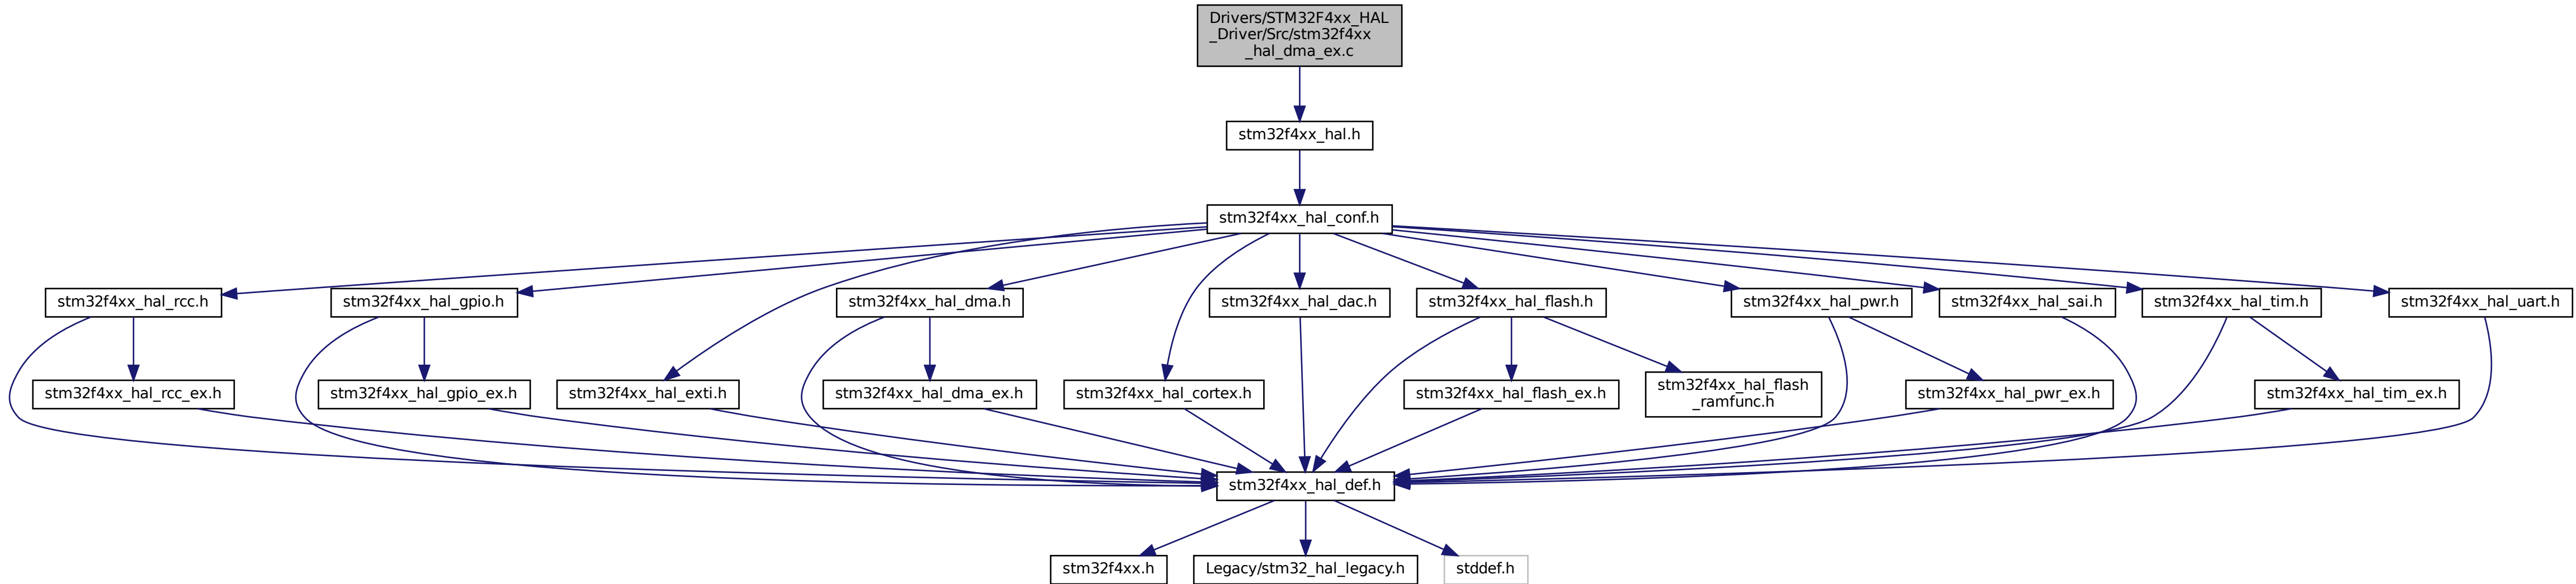 Drivers/STM32F4xx_HAL
_Driver/Src/stm32f4xx
_hal_dma_ex.c
stm32f4xx_hal.h
stm32f4xx_hal_conf.h
stm32f4xx_hal_rcc.h
stm32f4xx_hal_gpio.h
stm32f4xx_hal_dma.h
stm32f4xx_hal_dac.h
stm32f4xx_hal_flash.h
stm32f4xx_hal_pwr.h
stm32f4xx_hal_sai.h
stm32f4xx_hal_tim.h
stm32f4xx_hal_uart.h
stm32f4xx_hal_rcc_ex.h
stm32f4xx_hal_gpio_ex.h
stm32f4xx_hal_exti.h
stm32f4xx_hal_dma_ex.h
stm32f4xx_hal_cortex.h
stm32f4xx_hal_flash_ex.h
stm32f4xx_hal_flash
_ramfunc.h
stm32f4xx_hal_pwr_ex.h
stm32f4xx_hal_tim_ex.h
stm32f4xx_hal_def.h
stm32f4xx.h
Legacy/stm32_hal_legacy.h
stddef.h